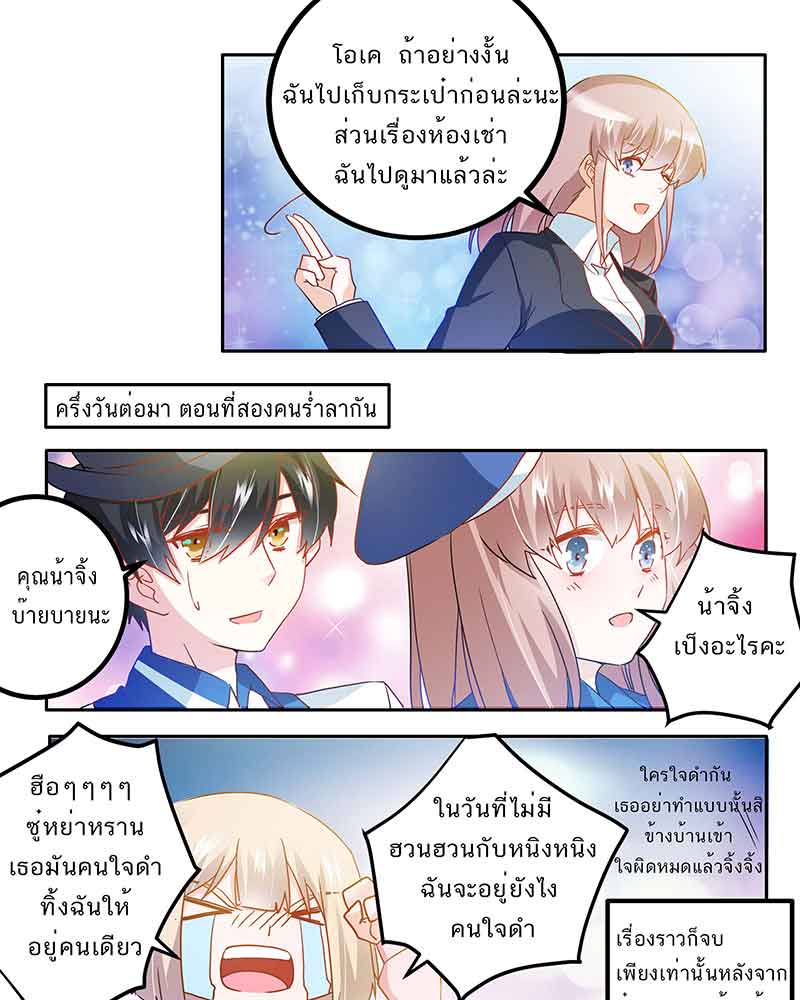 โอเค ถ้าอย่างงั้น
ฉันไปเก็บกระเป๋าก่อนล่ะนะ
ส่วนเรื่องห้องเช่า
ฉันไปดูมาแล้วล่ะ
ครึ่งวันต่อมา ตอนที่สองคนร่ำลากัน
คุณน้าจิ้ง
บ๊ายบายนะ
น้าจิ้ง
เป็งอะไรคะ
ฮือๆๆๆๆ
ซู๋หย่าหราน
เธอมันคนใจดำ
ทิ้งฉันให้
อยู่คนเดียว
ในวันที่ไม่มี
ฮวนฮวนกับหนิงหนิง
ฉันจะอยู่ยังไง
คนใจดำ
ใครใจดำกัน
เธออย่าทำแบบนั้นสิ
ข้างบ้านเข้า
ใจผิดหมดแล้วจิ้งจิ้ง
เรื่องราวก็จบ
เพียงเท่านั้นหลังจาก